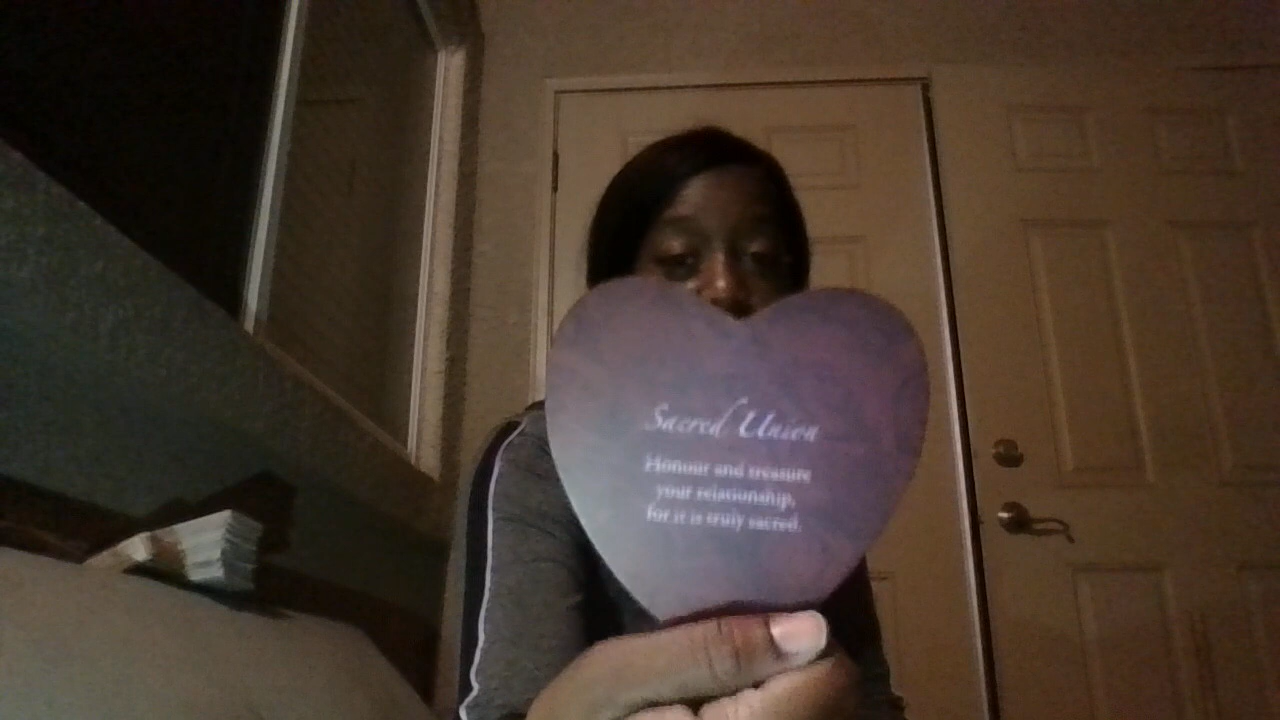 Sacred Union
Honour and treasure
your relationship,
for it is truly sacred.